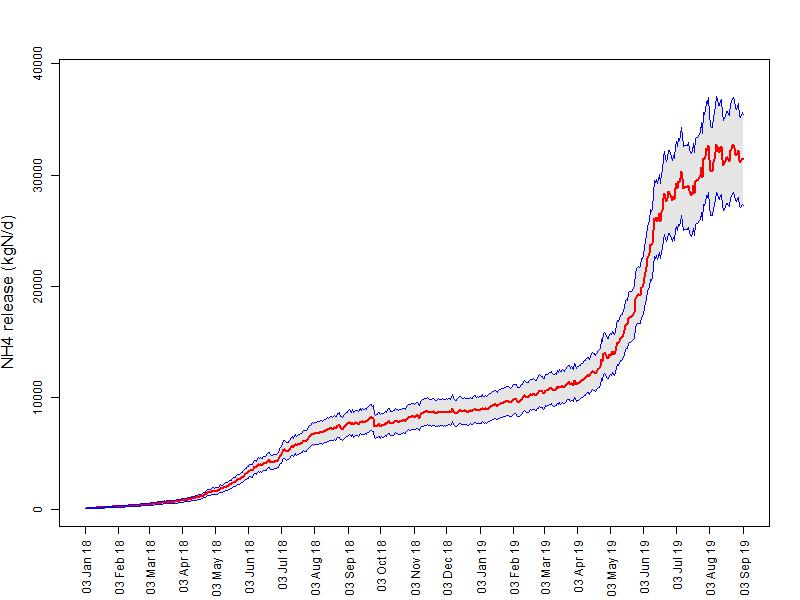 NH4 release (kgN/d)
40000
30000
20000
10000
0
03 Jan 18
03 Feb 18
03 Mar 18
03 Apr 18
03 May 18
03 Jun 18
03 Jul 18
03 Aug 18
03 Sep 18
03 Oct 18
03 Nov 18
03 Dec 18
03 Jan 19
03 Feb 19
03 Mar 19
03 Apr 19
03 May 19
03 Jun 19
03 Jul 19
03 Aug 19
03 Sep 19